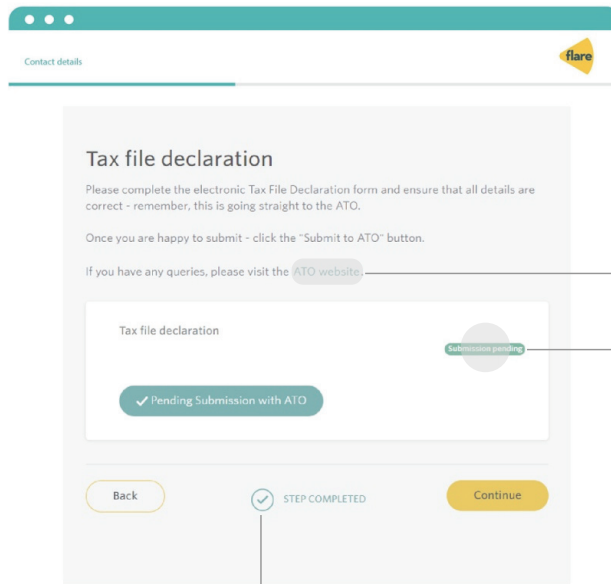 Contact details
flare
Tax file declaration
Please complete the electronic Tax File Declaration form and ensure that all details are
correct - remember, this is going straight to the ATO.
Once you are happy to submit - click the "Submit to ATO" button.
If you have any queries, please visit the ATO website.
Tax file declaration
Submission pending
Pending Submission with ATO
Back
STEP COMPLETED
Continue